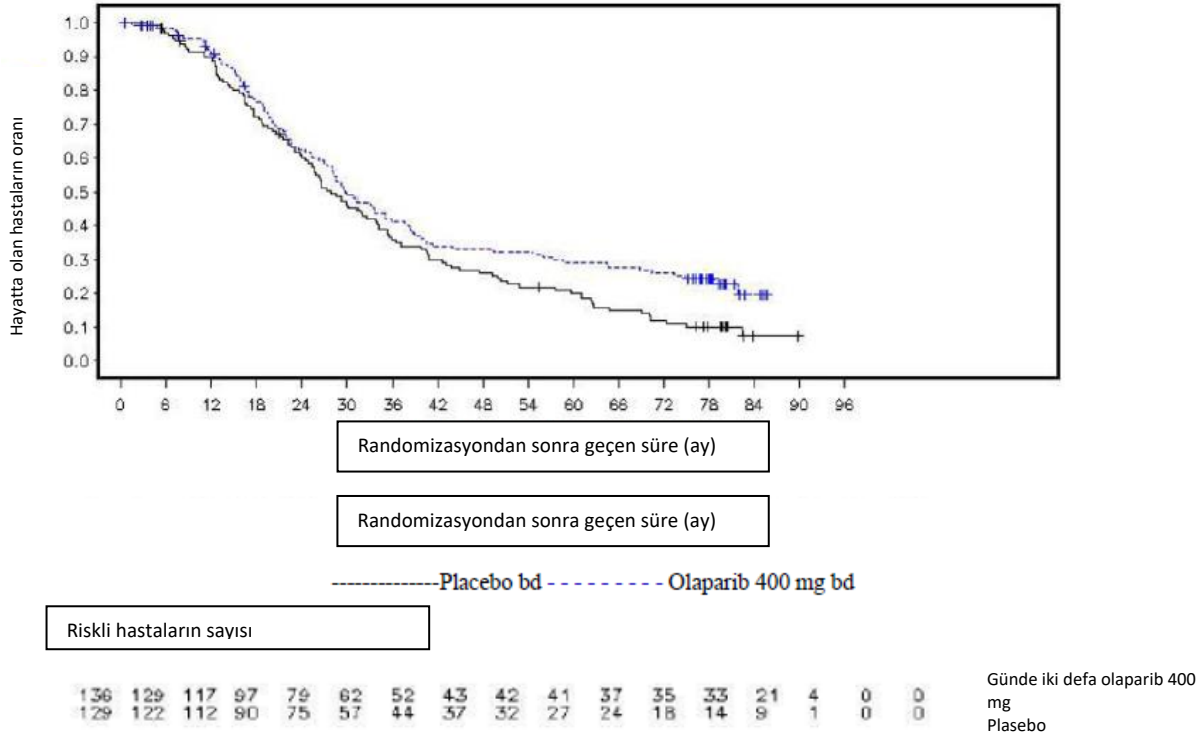 Hayatta olan hastaların oranı
1.0
0.9
0.8
0.7
0.6
0.5
0.4
0.3
0.2
0.1
0.0
0 6 12 18 24 30 36 42 48 54 60 66 72 78 84 90 96
Randomizasyondan sonra geçen süre (ay)
Randomizasyondan sonra geçen süre (ay)
Placebo bd Olaparib 400 mg bd
Riskli hastaların sayısı
136 129 117 97 79 62 52 43 42 41 37 35 33 21 4 0 0
129 122 112 90 75 57 44 37 32 27 24 18 14 9 1 0 0
Günde iki defa olaparib 400
mg
Plasebo